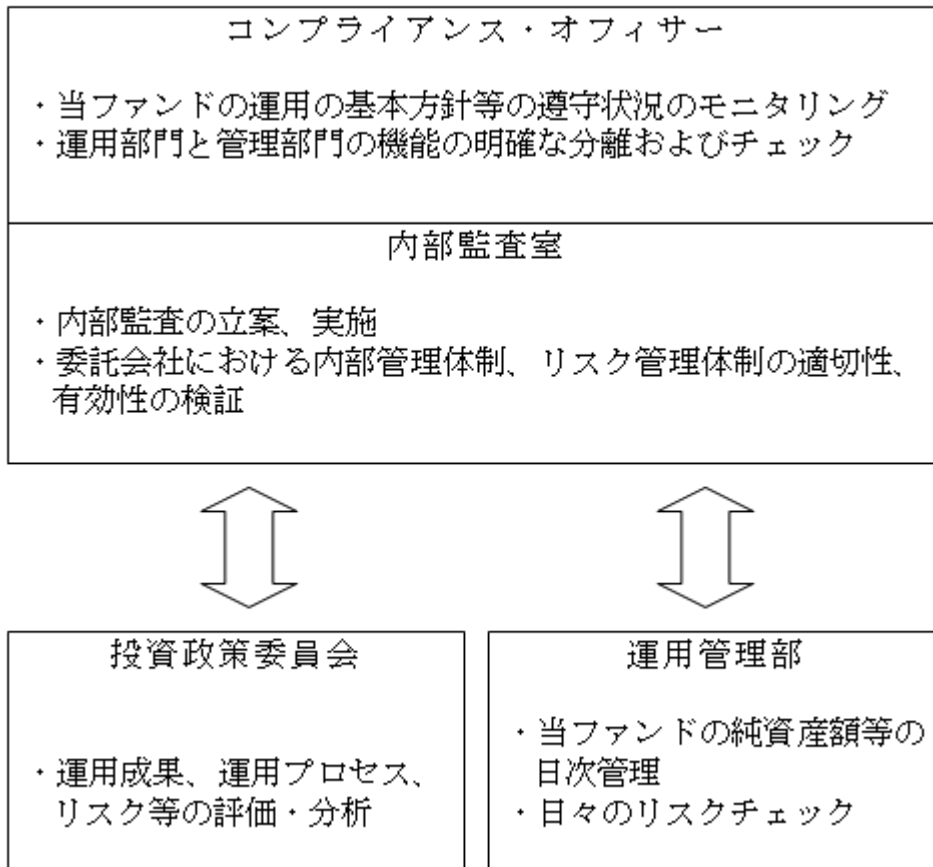 コンプライアンス・オフィサー
・当ファンドの運用の基本方針等の遵守状況のモニタリング
・運用部門と管理部門の機能の明確な分離およびチェック
内部監査室
・内部監査の立案、実施
・委託会社における内部管理体制、リスク管理体制の適切性、
有効性の検証
投資政策委員会
・運用成果、運用プロセス、
リスク等の評価・分析
運用管理部
・当ファンドの純資産額等の
日次管理
・日々のリスクチェック